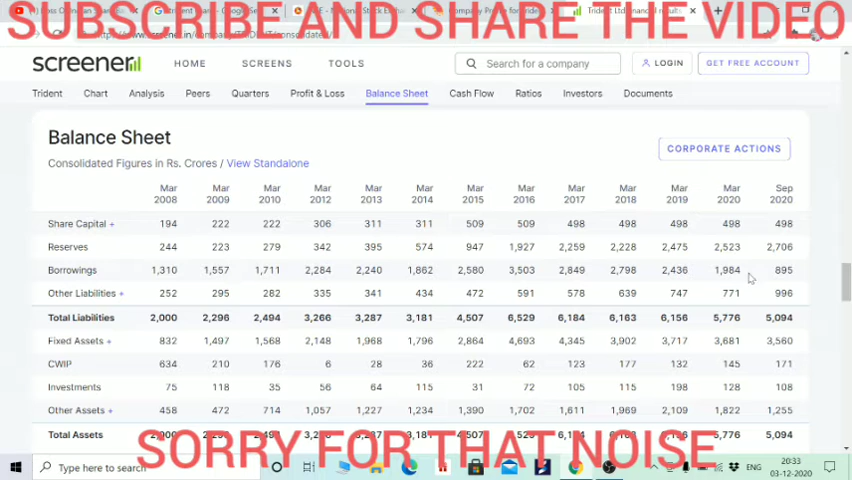 SUBSCRIBE AND SHARE THE VIDEO
screener
HOME SCREENS TOOLS Search for a company LOGIN GET FREE ACCOUNT
Trident Chart Analysis Peers Quarters Profit & Loss Balance Sheet Cash Flow Ratios Investors Documents
Balance Sheet
CORPORATE ACTIONS
Consolidated Figures in Rs. Crores / View Standalone
Mar 2008 Mar 2009 Mar 2010 Mar 2012 Mar 2013 Mar 2014 Mar 2015 Mar 2016 Mar 2017 Mar 2018 Mar 2019 Mar 2020 Sep 2020
Share Capital + 194 222 222 306 311 311 509 509 498 498 498 498 498
Reserves 244 223 279 342 395 574 947 1,927 2,259 2,228 2,475 2,523 2,706
Borrowings 1,310 1,557 1,711 2,284 2,240 1,862 2,580 3,503 2,849 2,798 2,436 1,984 895
Other Liabilities + 252 295 282 335 341 434 472 591 578 639 747 771 996
Total Liabilities 2,000 2,296 2,494 3,266 3,287 3,181 4,507 6,529 6,184 6,163 6,156 5,776 5,094
Fixed Assets + 832 1,497 1,568 2,148 1,968 1,796 2,864 4,693 4,345 3,902 3,717 3,681 3,560
CWIP 634 210 176 6 28 36 222 62 123 177 132 145 171
Investments 75 118 35 56 64 115 31 72 105 115 198 128 108
Other Assets + 458 472 714 1,057 1,227 1,234 1,390 1,702 1,611 1,969 2,109 1,822 1,255
Total Assets 5,776 5,094
SORRY FOR THAT NOISE
Type here to search ENG 20:33
03-12-2020